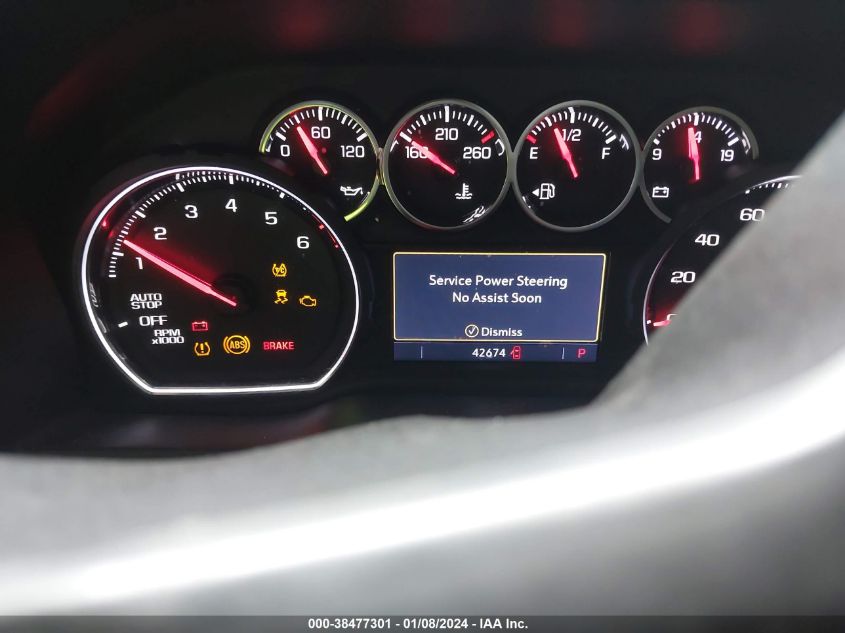 0 60 120
160 210 260
E 1/2 F
9 14 19
1 2 3 4 5 6
AUTO
STOP
OFF
RPM
x1000
ABS
BRAKE
Service Power Steering
No Assist Soon
Dismiss
42674 P
20 40 60
000-38477301 - 01/08/2024 - IAA Inc.